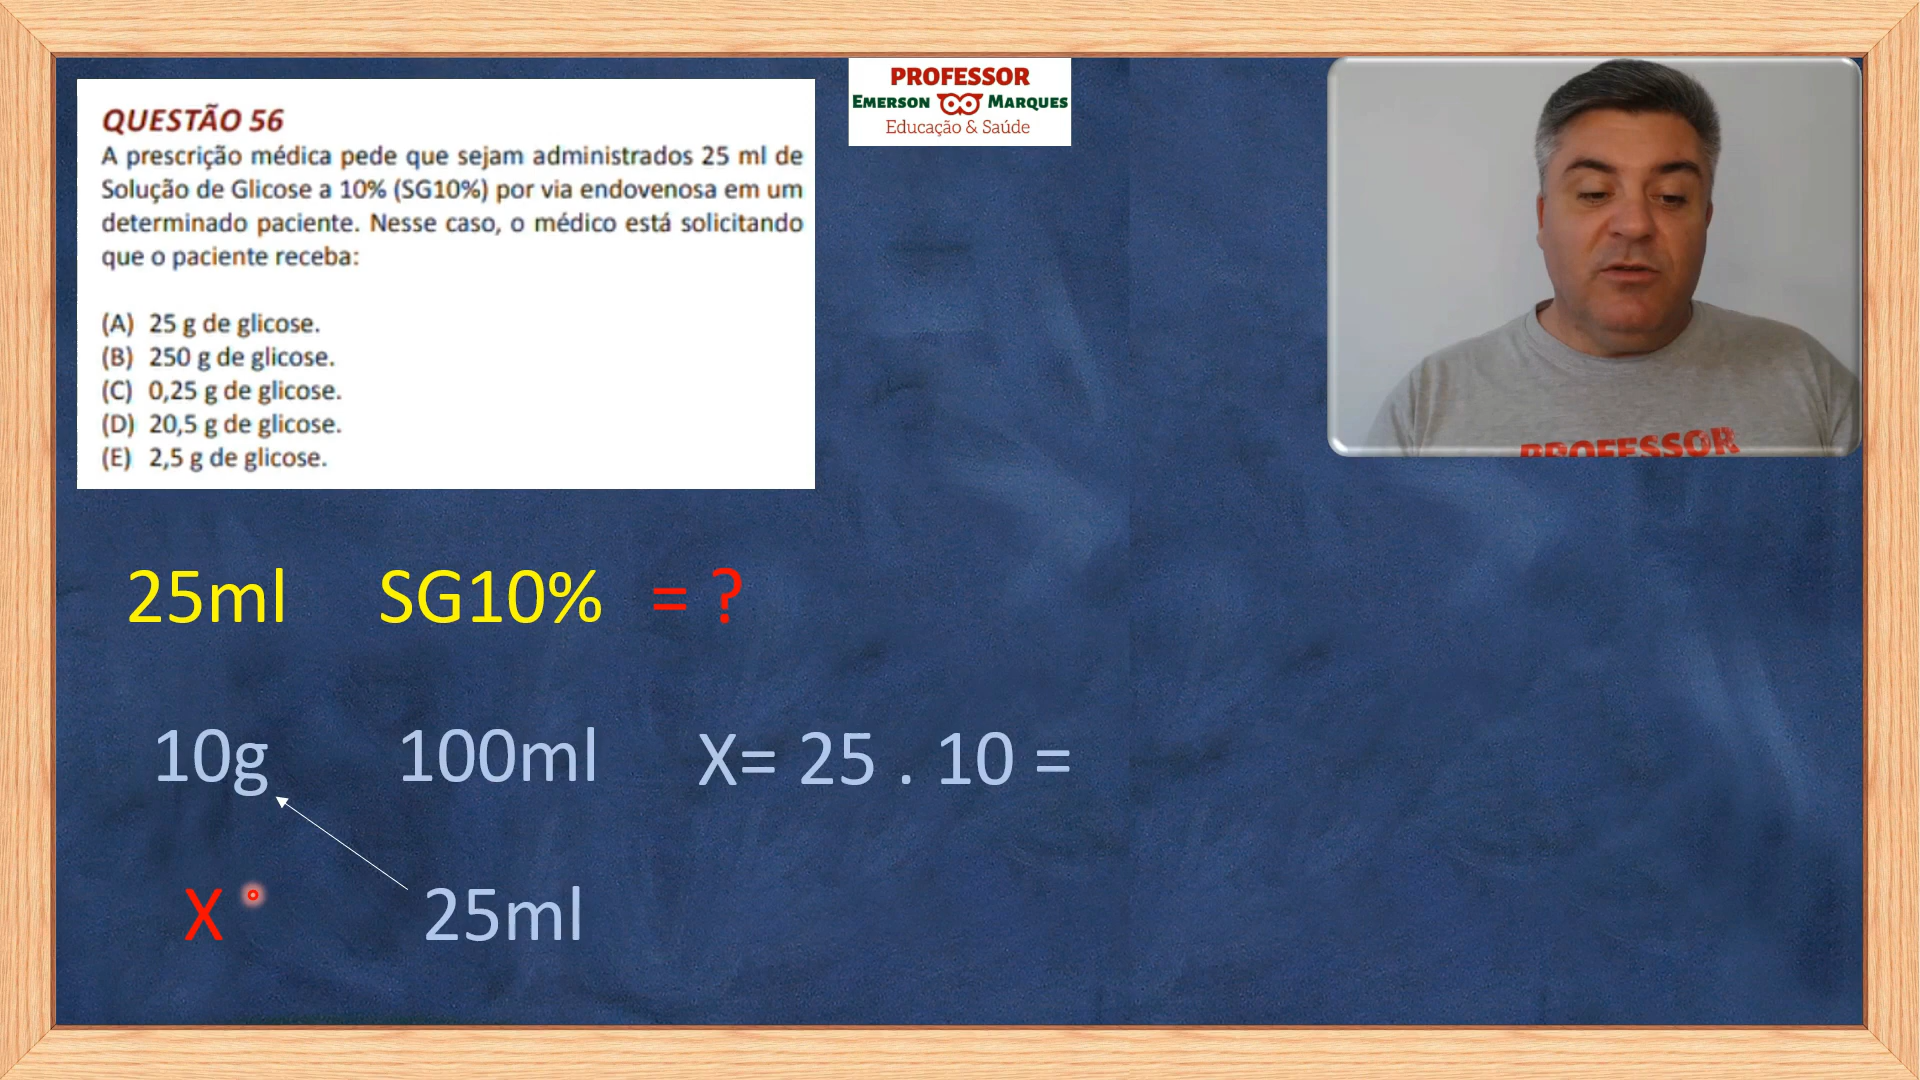 QUESTÃO 56
A prescrição médica pede que sejam administrados 25 ml de
Solução de Glicose a 10% (SG10%) por via endovenosa em um
determinado paciente. Nesse caso, o médico está solicitando
que o paciente receba:
(A) 25 g de glicose.
(B) 250 g de glicose.
(C) 0,25 g de glicose.
(D) 20,5 g de glicose.
(E) 2,5 g de glicose.
PROFESSOR
EMERSON MARQUES
Educação & Saúde
PROFESSOR
25ml SG10% = ?
10g 100ml X= 25 . 10 =
X 25ml